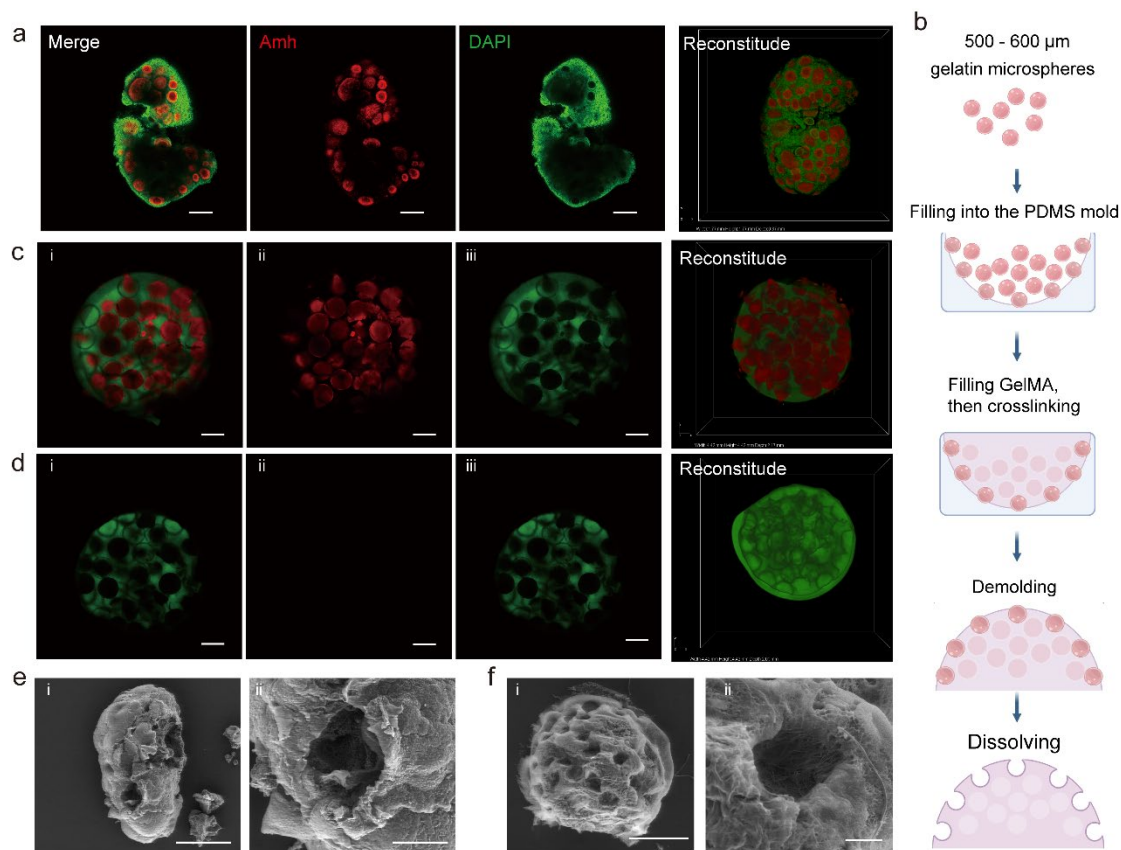 a
Merge
Amh
DAPI
Reconstitude
b
500 - 600 µm
gelatin microspheres
Filling into the PDMS mold
Filling GelMA,
then crosslinking
Demolding
Dissolving
c
i
ii
iii
Reconstitude
d
i
ii
iii
Reconstitude
e
i
ii
f
i
ii